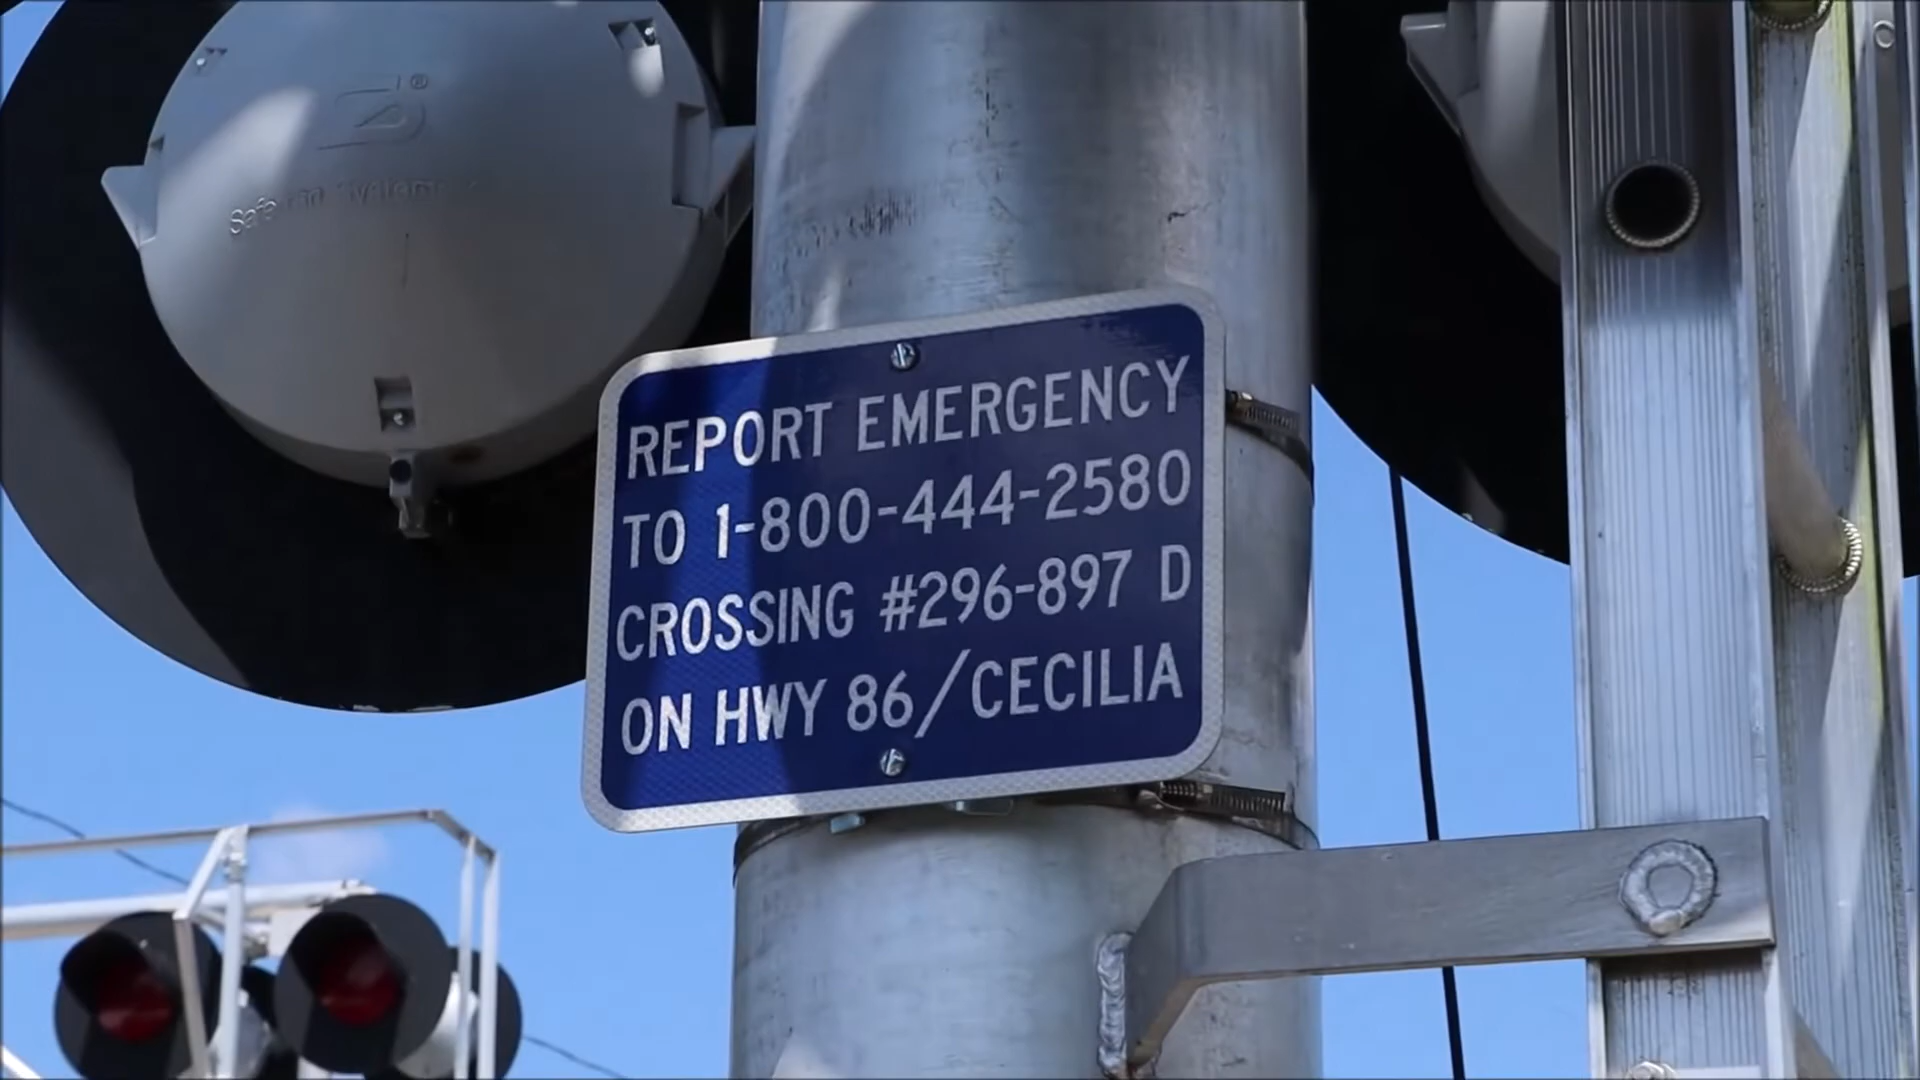 REPORT EMERGENCY
TO 1-800-444-2580
CROSSING #296-897 D
ON HWY 86/CECILIA